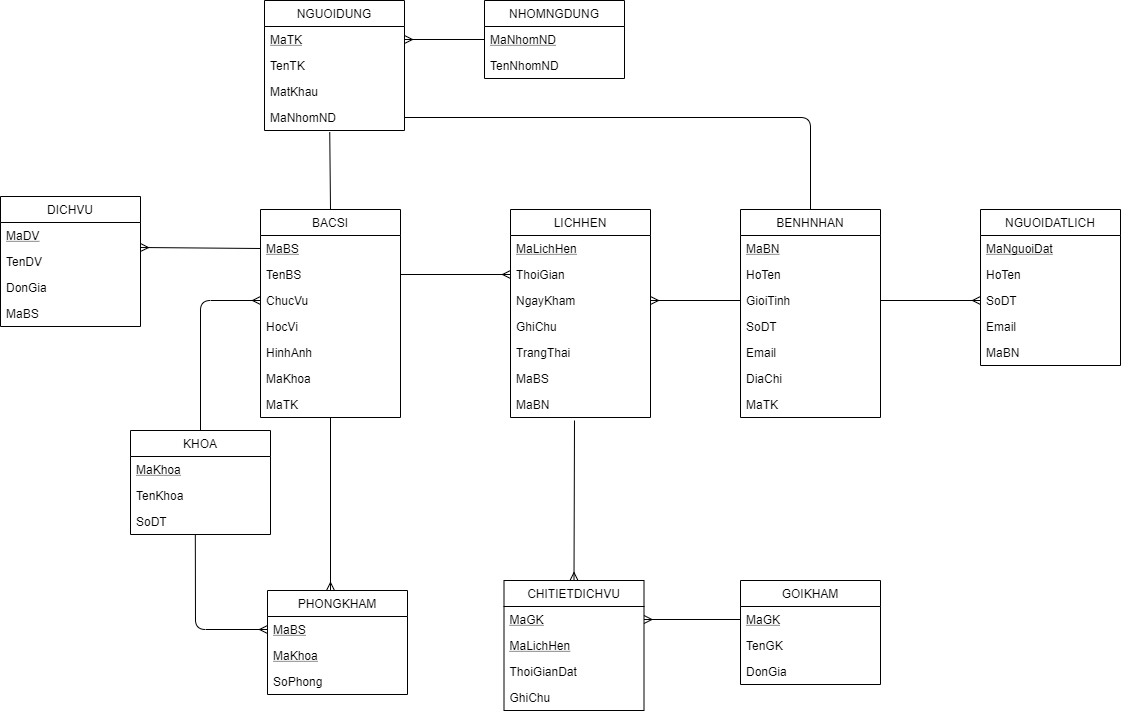 NGUOIDUNG
MaTK
TenTK
MatKhau
MaNhomND
NHOMNGDUNG
MaNhomND
TenNhomND
DICHVU
MaDV
TenDV
DonGia
MaBS
BACSI
MaBS
TenBS
ChucVu
HocVi
HinhAnh
MaKhoa
MaTK
LICHHEN
MaLichHen
ThoiGian
NgayKham
GhiChu
TrangThai
MaBS
MaBN
BENHNHAN
MaBN
HoTen
GioiTinh
SoDT
Email
DiaChi
MaTK
NGUOIDATLICH
MaNguoiDat
HoTen
SoDT
Email
MaBN
KHOA
MaKhoa
TenKhoa
SoDT
PHONGKHAM
MaBS
MaKhoa
SoPhong
CHITIETDICHVU
MaGK
MaLichHen
ThoiGianDat
GhiChu
GOIKHAM
MaGK
TenGK
DonGia